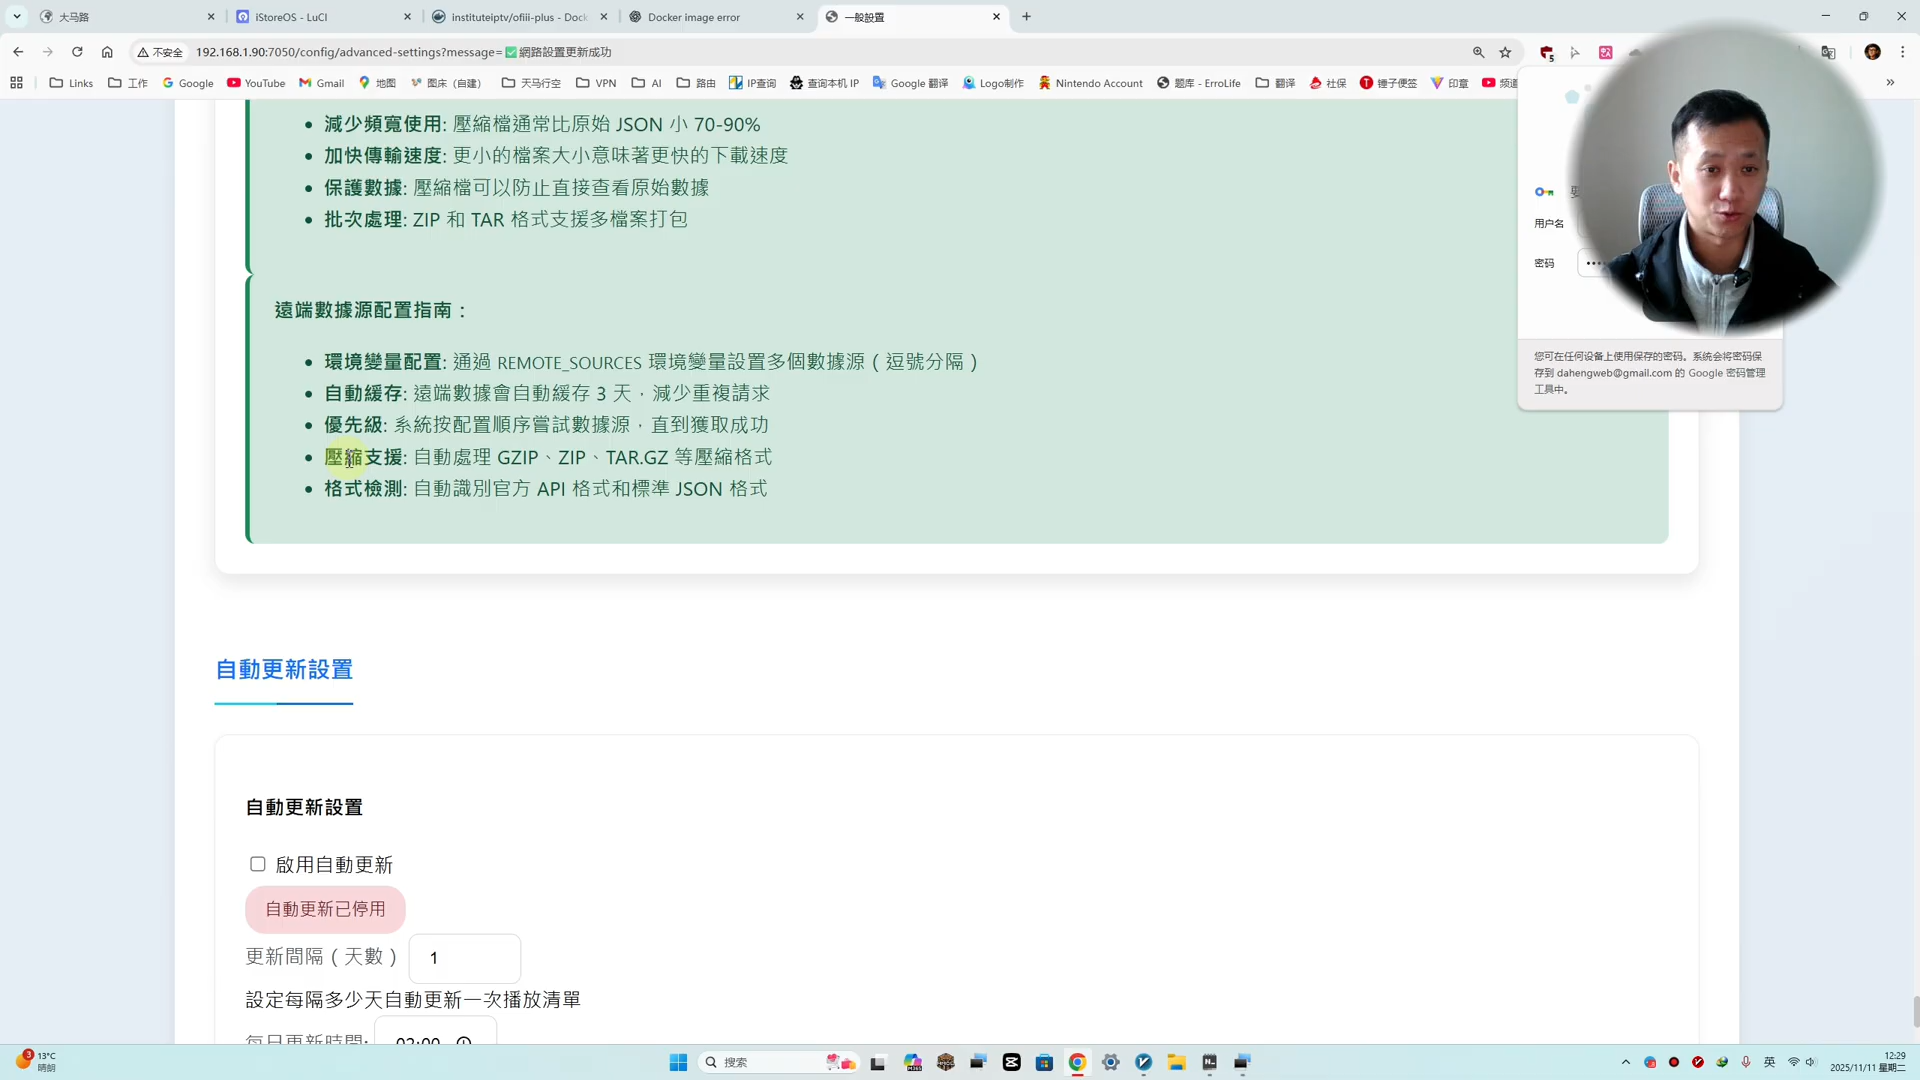 大马路
iStoreOS - LuCI
instituteiptv/ofiii-plus - Dock
Docker image error
一般設置
不安全
192.168.1.90:7050/config/advanced-settings?message=✅網路設置更新成功
Links
工作
Google
YouTube
Gmail
地图
图床（自建）
天马行空
VPN
AI
路由
IP查询
查询本机 IP
Google 翻译
Logo制作
Nintendo Account
题库 - ErroLife
翻译
社保
锤子便签
印章
減少頻寬使用: 壓縮檔通常比原始 JSON 小 70-90%
加快傳輸速度: 更小的檔案大小意味著更快的下載速度
保護數據: 壓縮檔可以防止直接查看原始數據
批次處理: ZIP 和 TAR 格式支援多檔案打包
遠端數據源配置指南：
環境變量配置: 通過 REMOTE_SOURCES 環境變量設置多個數據源（逗號分隔）
自動緩存: 遠端數據會自動緩存 3 天，減少重複請求
優先級: 系統按配置順序嘗試數據源，直到獲取成功
壓縮支援: 自動處理 GZIP、ZIP、TAR.GZ 等壓縮格式
格式檢測: 自動識別官方 API 格式和標準 JSON 格式
用户名
密码
您可在任何设备上使用保存的密码。系统会将密码保
存到 dahengweb@gmail.com 的 Google 密码管理
工具中。
自動更新設置
自動更新設置
啟用自動更新
自動更新已停用
更新間隔（天數）
1
設定每隔多少天自動更新一次播放清單
每日更新時間:
02:00
3
13°C
晴朗
搜索
英
12:29
2025/11/11 星期二